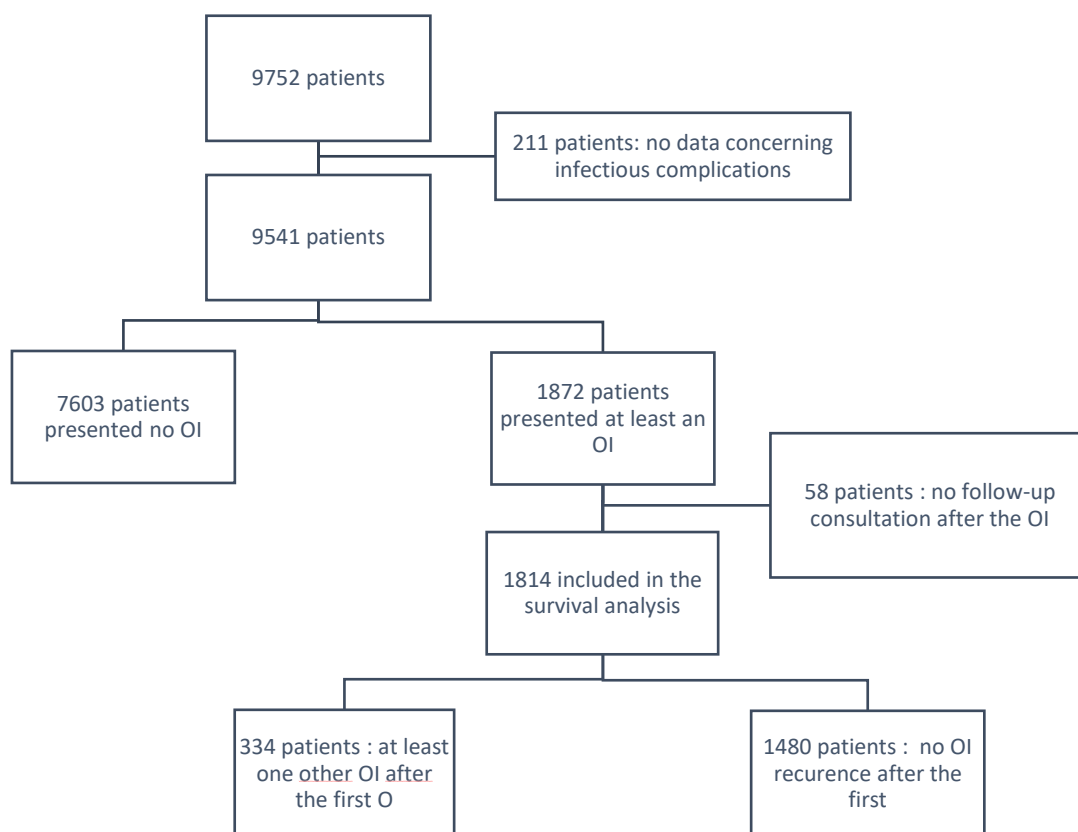 9752 patients
211 patients: no data concerning
infectious complications
9541 patients
7603 patients
presented no OI
1872 patients
presented at least an
OI
58 patients : no follow-up
consultation after the OI
1814 included in the
survival analysis
334 patients : at least
one other OI after
the first O
1480 patients :  no OI
recurence after the
first